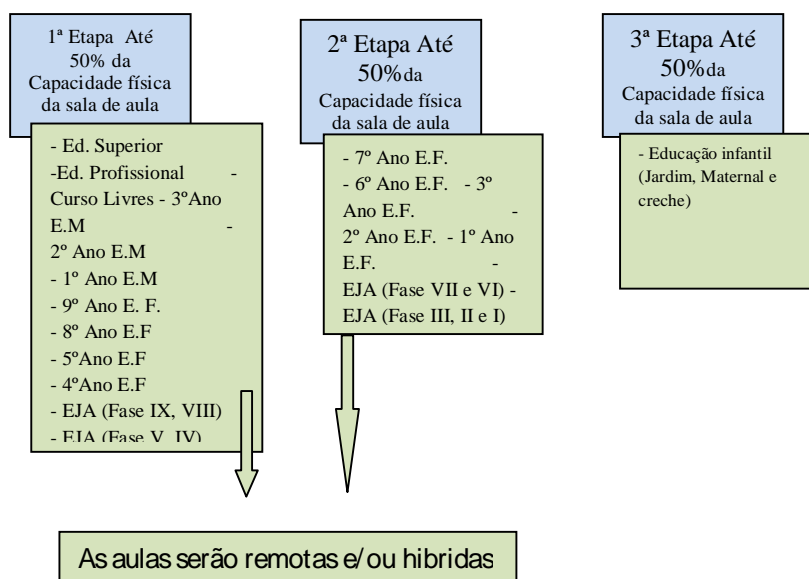 1ª Etapa Até
50% da
Capacidade física
da sala de aula
- Ed. Superior
-Ed. Profissional -
Curso Livres - 3ºAno
E.M -
2º Ano E.M
- 1º Ano E.M
- 9º Ano E. F.
- 8º Ano E.F
- 5ºAno E.F
- 4ºAno E.F
- EJA (Fase IX, VIII)
- EJA (Fase V, IV)
2ª Etapa Até
50%da
Capacidade física
da sala de aula
- 7º Ano E.F.
- 6º Ano E.F. - 3º
Ano E.F. -
2º Ano E.F. - 1º Ano
E.F. -
EJA (Fase VII e VI) -
EJA (Fase III, II e I)
3ª Etapa Até
50%da
Capacidade física
da sala de aula
- Educação infantil
(Jardim, Maternal e
creche)
As aulas serão remotas e/ou hibridas